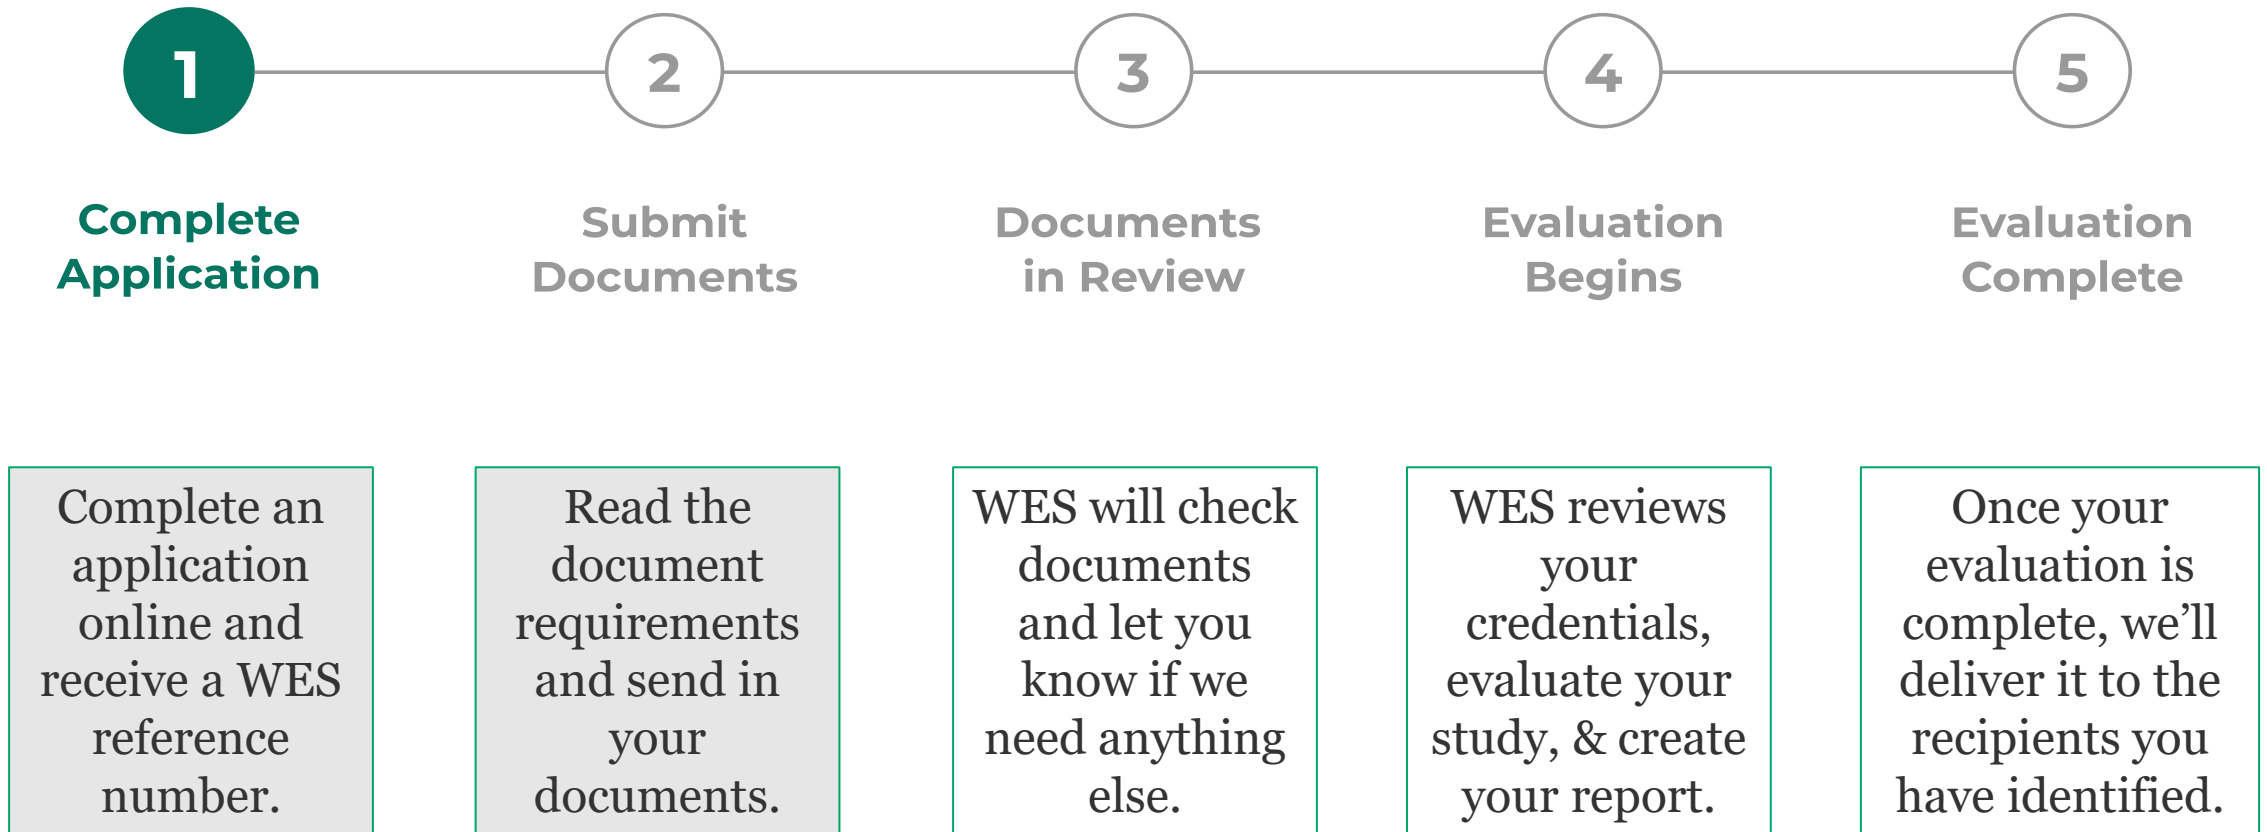 1
2
3
4
5
Complete
Application
Submit
Documents
Documents
in Review
Evaluation
Begins
Evaluation
Complete
Complete an
application
online and
receive a WES
reference
number.
Read the
document
requirements
and send in
your
documents.
WES will check
documents
and let you
know if we
need anything
else.
WES reviews
your
credentials,
evaluate your
study, & create
your report.
Once your
evaluation is
complete, we’ll
deliver it to the
recipients you
have identified.